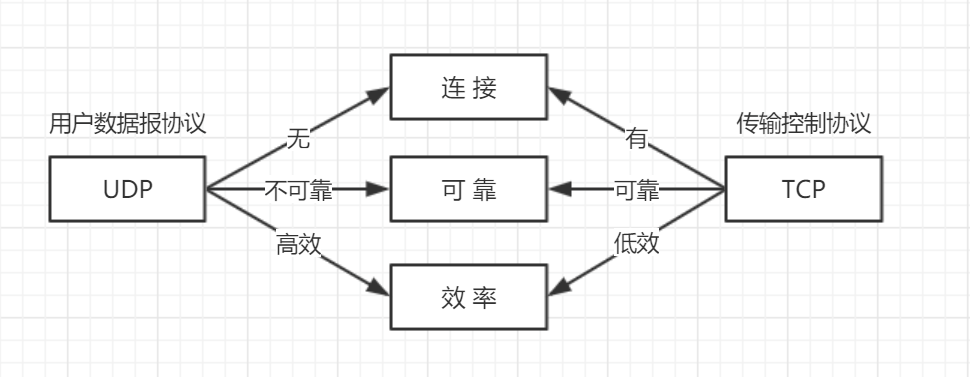 连 接
用户数据报协议
传输控制协议
无
有
UDP
不可靠
可 靠
可靠
TCP
高效
低效
效 率